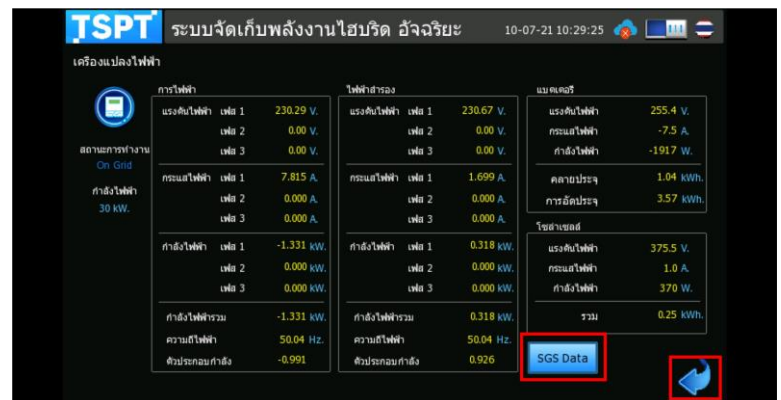 TSPT ระบบจัดเก็บพลังงานไฮบริด อัจฉริยะ 10-07-21 10:29:25
เครื่องแปลงไฟฟ้า
สถานะการทำงาน
On Grid
กำลังไฟฟ้า
30 kW.
การไฟฟ้า
แรงดันไฟฟ้า เฟส 1 230.29 V.
เฟส 2 0.00 V.
เฟส 3 0.00 V.
กระแสไฟฟ้า เฟส 1 7.815 A.
เฟส 2 0.000 A.
เฟส 3 0.000 A.
กำลังไฟฟ้า เฟส 1 -1.331 kW.
เฟส 2 0.000 kW.
เฟส 3 0.000 kW.
กำลังไฟฟ้ารวม -1.331 kW.
ความถี่ไฟฟ้า 50.04 Hz.
ตัวประกอบกำลัง -0.991
ไฟฟ้าสำรอง
แรงดันไฟฟ้า เฟส 1 230.67 V.
เฟส 2 0.00 V.
เฟส 3 0.00 V.
กระแสไฟฟ้า เฟส 1 1.699 A.
เฟส 2 0.000 A.
เฟส 3 0.000 A.
กำลังไฟฟ้า เฟส 1 0.318 kW.
เฟส 2 0.000 kW.
เฟส 3 0.000 kW.
กำลังไฟฟ้ารวม 0.318 kW.
ความถี่ไฟฟ้า 50.04 Hz.
ตัวประกอบกำลัง 0.926
แบตเตอรี่
แรงดันไฟฟ้า 255.4 V.
กระแสไฟฟ้า -7.5 A.
กำลังไฟฟ้า -1917 W.
คลายประจุ 1.04 kWh.
การอัดประจุ 3.57 kWh.
โซล่าเซลล์
แรงดันไฟฟ้า 375.5 V.
กระแสไฟฟ้า 1.0 A.
กำลังไฟฟ้า 370 W.
รวม 0.25 kWh.
SGS Data